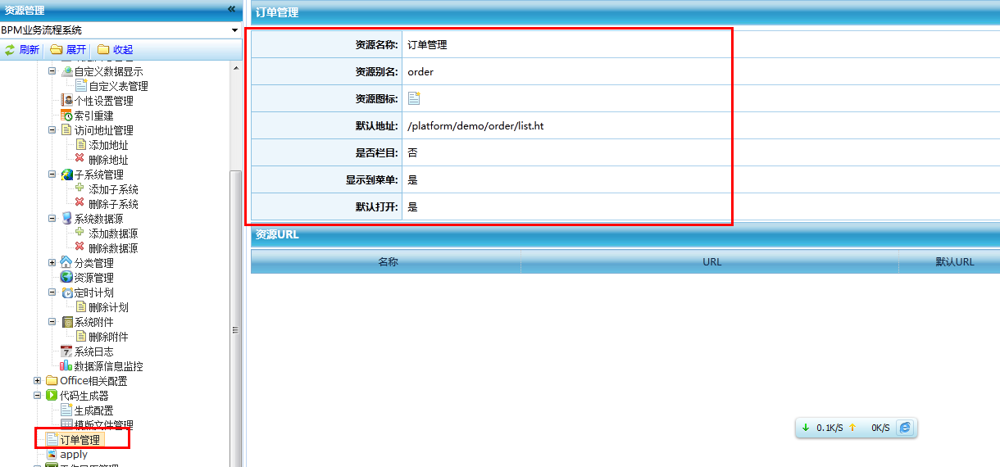 资源管理
BPM业务流程系统
刷新 展开 收起
自定义数据显示
自定义表管理
个性设置管理
索引重建
访问地址管理
添加地址
删除地址
子系统管理
添加子系统
删除子系统
系统数据源
添加数据源
删除数据源
分类管理
资源管理
定时计划
删除计划
系统附件
删除附件
系统日志
数据源信息监控
Office相关配置
代码生成器
生成配置
模版文件管理
订单管理
apply
订单管理
资源名称: 订单管理
资源别名: order
资源图标:
默认地址: /platform/demo/order/list.ht
是否栏目: 否
显示到菜单: 是
默认打开: 是
资源URL
名称 URL 默认URL
0.1K/S 0K/S